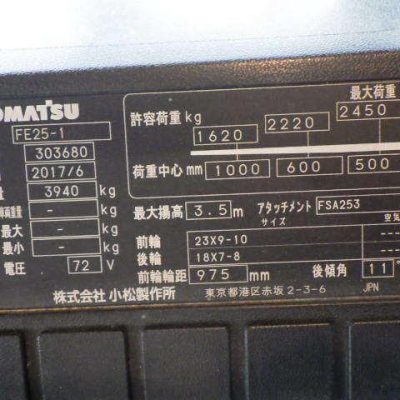 OMATSU
FE25-1
303680
2017/6
量 3940 kg
- kg
最大 - kg
最小 - kg
電圧 72 V
最大荷重
許容荷重 kg 1620 2220 2450
荷重中心 mm 1000 600 500
最大揚高 3.5 m アタッチメント FSA253
サイズ 空気
前輪 23X9-10 ---
後輪 18X7-8 ---
前輪輪距 975 mm 後傾角 11°
株式会社 小松製作所 東京都港区赤坂2-3-6 JPN